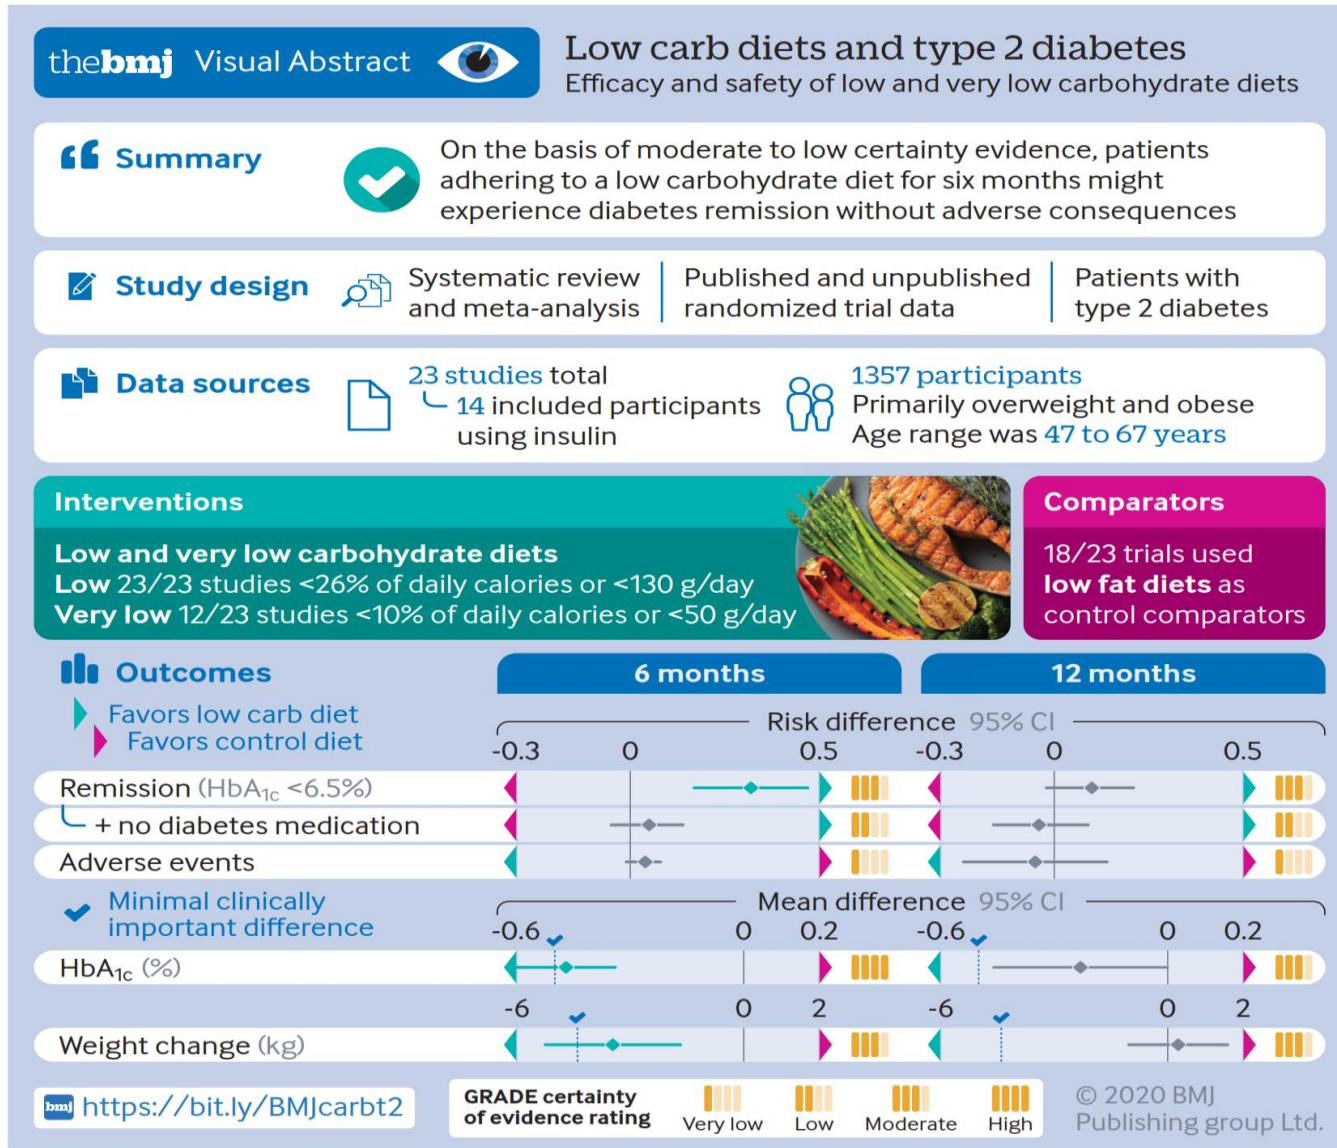 thebmj Visual Abstract
Low carb diets and type 2 diabetes
Efficacy and safety of low and very low carbohydrate diets
Summary
On the basis of moderate to low certainty evidence, patients
adhering to a low carbohydrate diet for six months might
experience diabetes remission without adverse consequences
Study design
Systematic review
and meta-analysis
Published and unpublished
randomized trial data
Patients with
type 2 diabetes
Data sources
23 studies total
14 included participants
using insulin
1357 participants
Primarily overweight and obese
Age range was 47 to 67 years
Interventions
Low and very low carbohydrate diets
Low 23/23 studies <26% of daily calories or <130 g/day
Very low 12/23 studies <10% of daily calories or <50 g/day
Comparators
18/23 trials used
low fat diets as
control comparators
Outcomes
6 months
12 months
Favors low carb diet
Favors control diet
Risk difference 95% CI
-0.3 0 0.5 -0.3 0 0.5
Remission (HbA1c <6.5%)
+ no diabetes medication
Adverse events
Minimal clinically
important difference
Mean difference 95% CI
-0.6 0 0.2 -0.6 0 0.2
HbA1c (%)
-6 0 2 -6 0 2
Weight change (kg)
bmj https://bit.ly/BMJcarbt2
GRADE certainty
of evidence rating
Very low Low Moderate High
© 2020 BMJ
Publishing group Ltd.